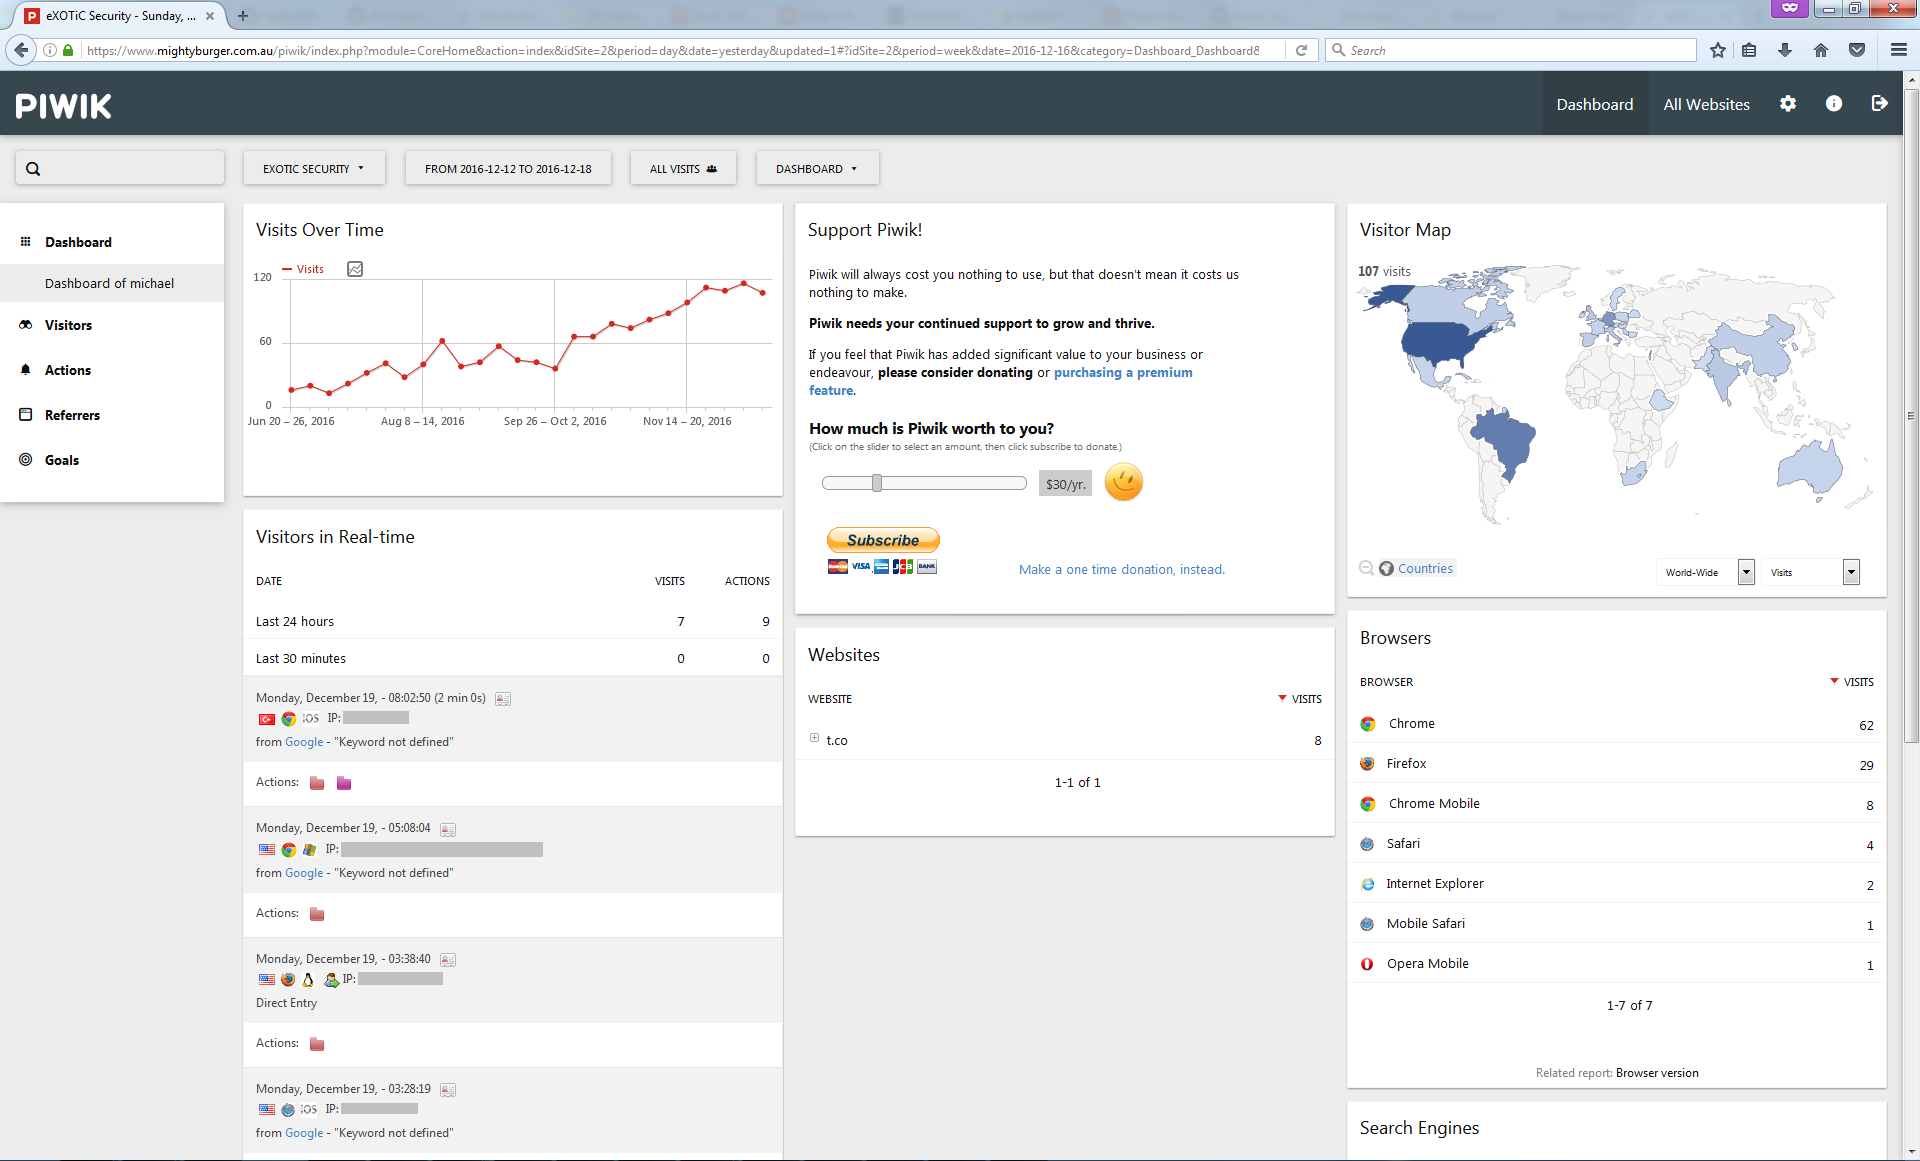 eXOTiC Security - Sunday, ...
https://www.mightyburger.com.au/piwik/index.php?module=CoreHome&action=index&idSite=2&period=day&date=yesterday&updated=1#?idSite=2&period=week&date=2016-12-16&category=Dashboard_Dashboard&
Search
PIWIK
Dashboard
All Websites
EXOTIC SECURITY
FROM 2016-12-12 TO 2016-12-18
ALL VISITS
DASHBOARD
Dashboard
Dashboard of michael
Visitors
Actions
Referrers
Goals
Visits Over Time
Visits
120
60
0
Jun 20 – 26, 2016
Aug 8 – 14, 2016
Sep 26 – Oct 2, 2016
Nov 14 – 20, 2016
Visitors in Real-time
DATE VISITS ACTIONS
Last 24 hours 7 9
Last 30 minutes 0 0
Monday, December 19, - 08:02:50 (2 min 0s)
iOS IP:
from Google - "Keyword not defined"
Actions:
Monday, December 19, - 05:08:04
IP:
from Google - "Keyword not defined"
Actions:
Monday, December 19, - 03:38:40
IP:
Direct Entry
Actions:
Monday, December 19, - 03:28:19
iOS IP:
from Google - "Keyword not defined"
Support Piwik!
Piwik will always cost you nothing to use, but that doesn't mean it costs us
nothing to make.
Piwik needs your continued support to grow and thrive.
If you feel that Piwik has added significant value to your business or
endeavour, please consider donating or purchasing a premium
feature.
How much is Piwik worth to you?
(Click on the slider to select an amount, then click subscribe to donate.)
$30/yr.
Subscribe
VISA
JCB
BANK
Make a one time donation, instead.
Websites
WEBSITE VISITS
t.co 8
1-1 of 1
Visitor Map
107 visits
Countries
World-Wide
Visits
Browsers
BROWSER VISITS
Chrome 62
Firefox 29
Chrome Mobile 8
Safari 4
Internet Explorer 2
Mobile Safari 1
Opera Mobile 1
1-7 of 7
Related report: Browser version
Search Engines